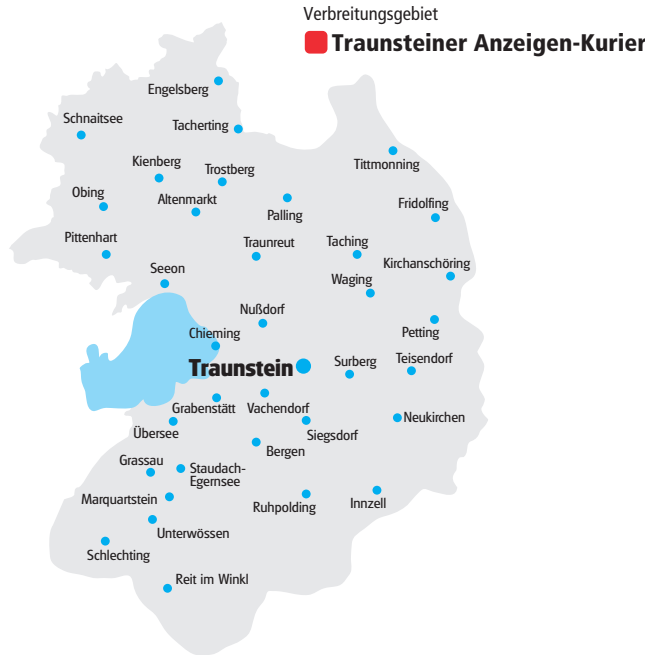 Verbreitungsgebiet
Traunsteiner Anzeigen-Kurier
Engelsberg
Schnaitsee
Tacherting
Tittmonning
Kienberg
Trostberg
Obing
Altenmarkt
Palling
Fridolfing
Pittenhart
Traunreut
Taching
Kirchanschöring
Seeon
Waging
Nußdorf
Chieming
Petting
Traunstein
Surberg
Teisendorf
Grabenstätt
Vachendorf
Neukirchen
Übersee
Siegsdorf
Bergen
Grassau
Staudach-
Egernsee
Marquartstein
Ruhpolding
Innzell
Unterwössen
Schlechting
Reit im Winkl